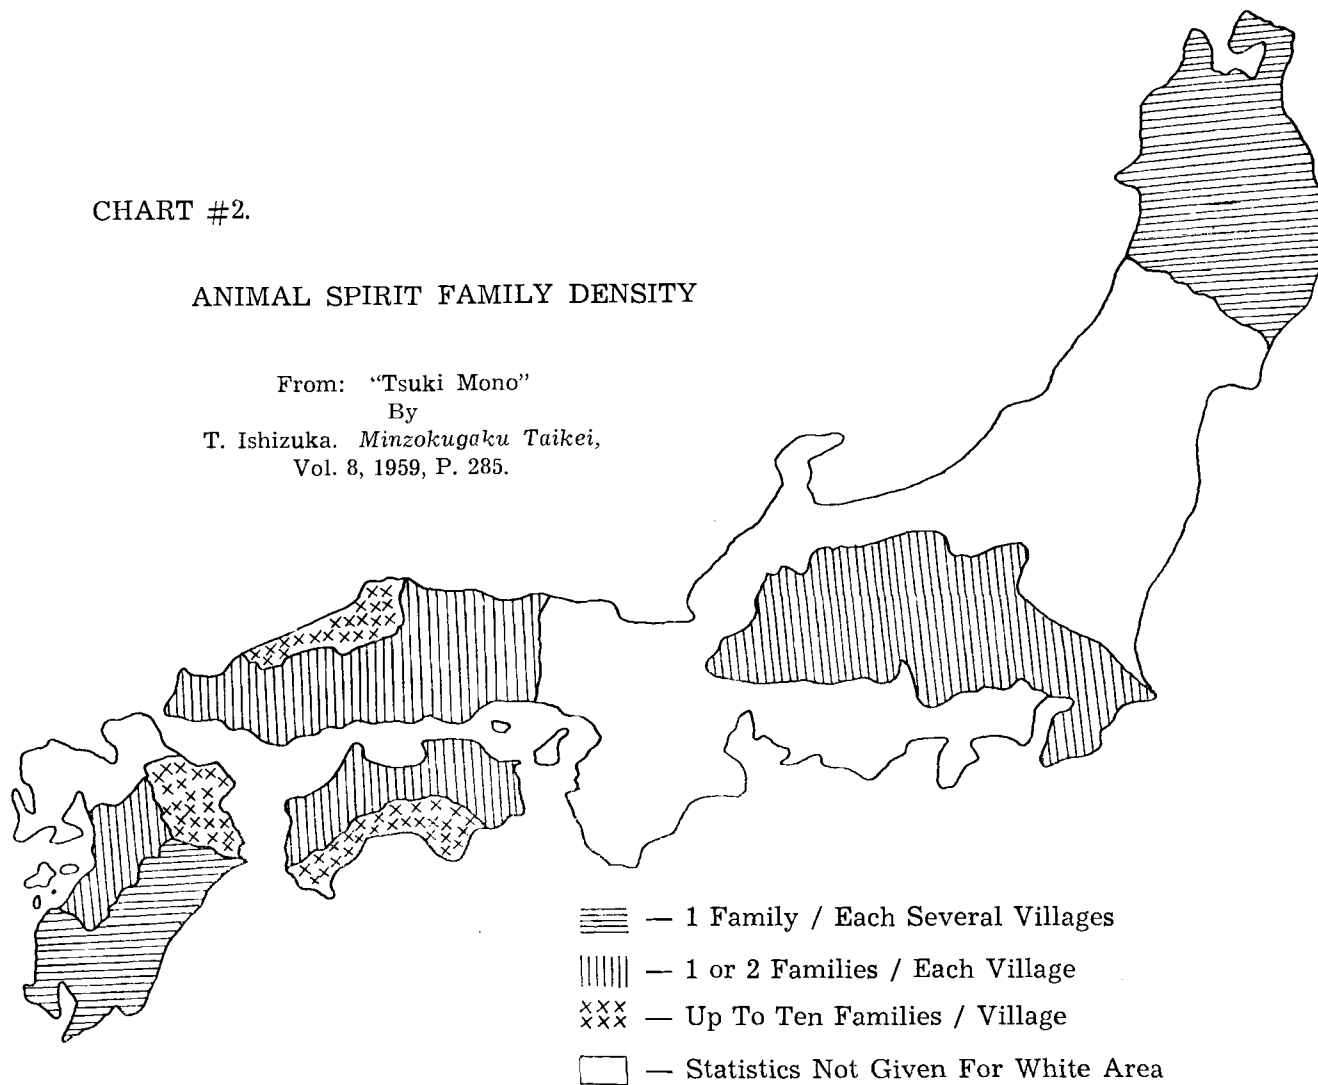 CHART #2.
ANIMAL SPIRIT FAMILY DENSITY
From: "Tsuki Mono"
By
T. Ishizuka. Minzokugaku Taikei,
Vol. 8, 1959, P. 285.
— 1 Family / Each Several Villages
— 1 or 2 Families / Each Village
— Up To Ten Families / Village
— Statistics Not Given For White Area